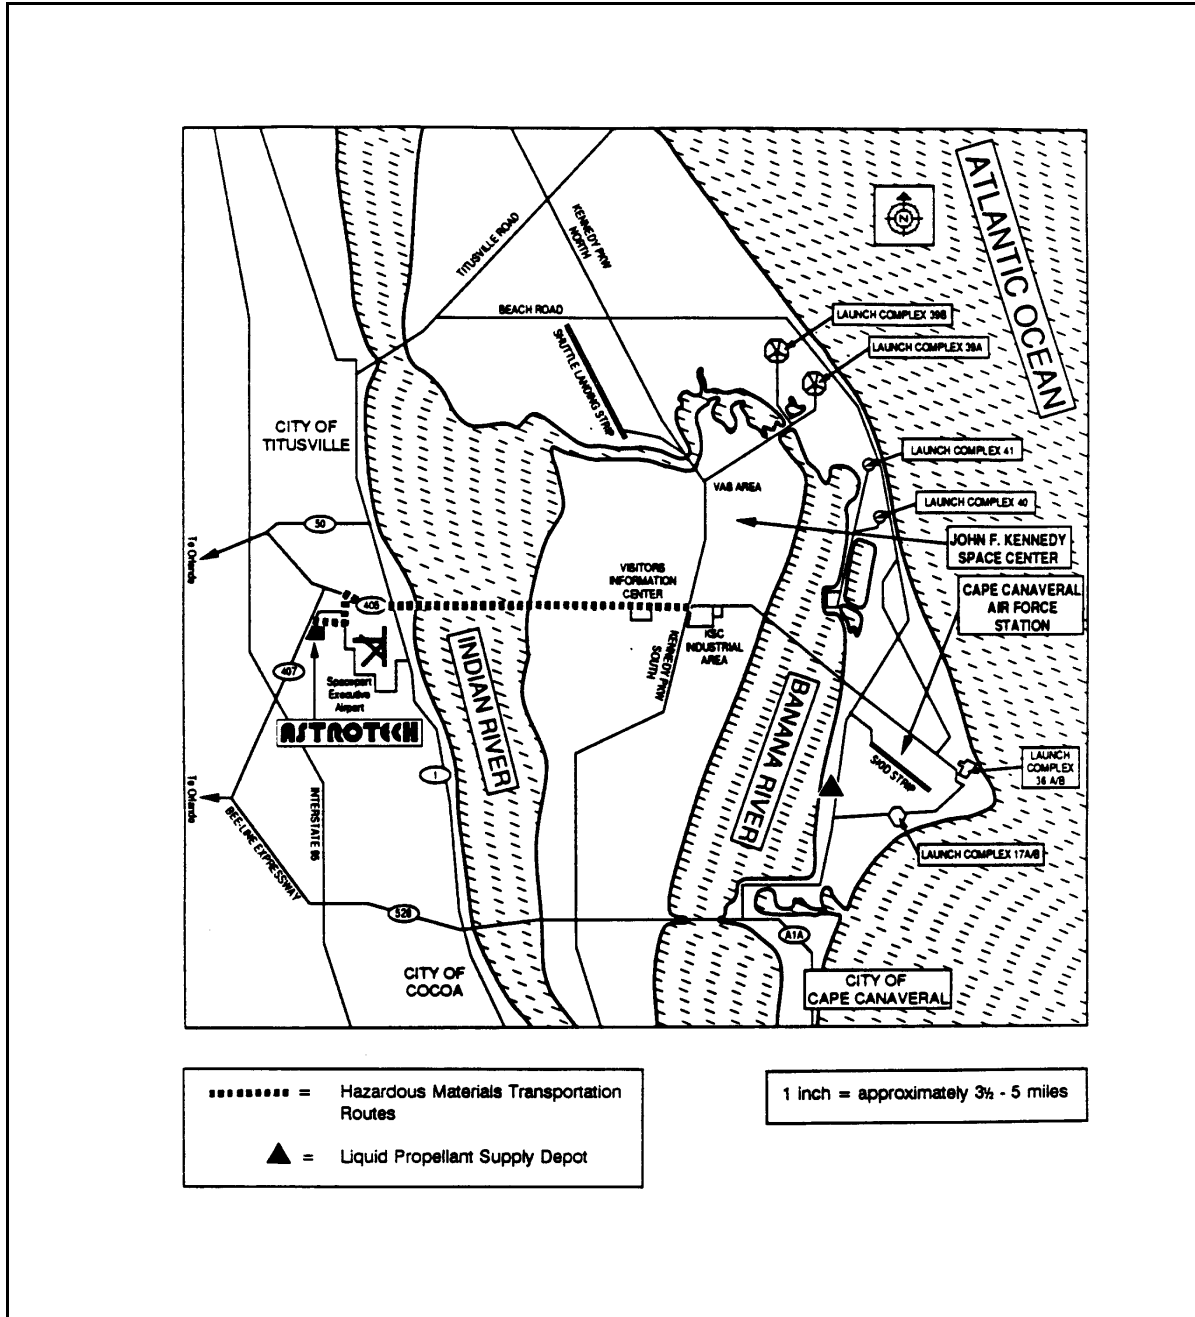 ATLANTIC OCEAN
N
TITUSVILLE ROAD
KENNEDY PKW
NORTH
BEACH ROAD
LAUNCH COMPLEX 39B
LAUNCH COMPLEX 39A
SHUTTLE LANDING STRIP
CITY OF
TITUSVILLE
LAUNCH COMPLEX 41
VAB AREA
LAUNCH COMPLEX 40
50
To Orlando
JOHN F. KENNEDY
SPACE CENTER
VISITORS
INFORMATION
CENTER
CAPE CANAVERAL
AIR FORCE
STATION
405
KSC
INDUSTRIAL
AREA
KENNEDY PKW
SOUTH
INDIAN RIVER
BANANA RIVER
407
Spaceport
Executive
Airport
ASTROTECH
1
SKID STRIP
LAUNCH
COMPLEX
36 A/B
To Orlando
BEE-LINE EXPRESSWAY
INTERSTATE 95
LAUNCH COMPLEX 17A/B
528
A1A
CITY OF
COCOA
CITY OF
CAPE CANAVERAL
= Hazardous Materials Transportation
Routes
= Liquid Propellant Supply Depot
1 inch = approximately 3½ - 5 miles